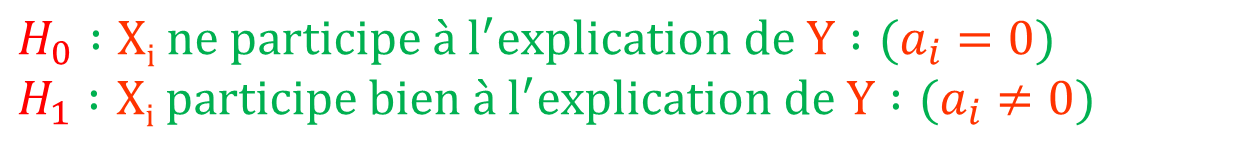 H₀ : Xᵢ ne participe à l′explication de Y : (aᵢ = 0)
H₁ : Xᵢ participe bien à l′explication de Y : (aᵢ ≠ 0)